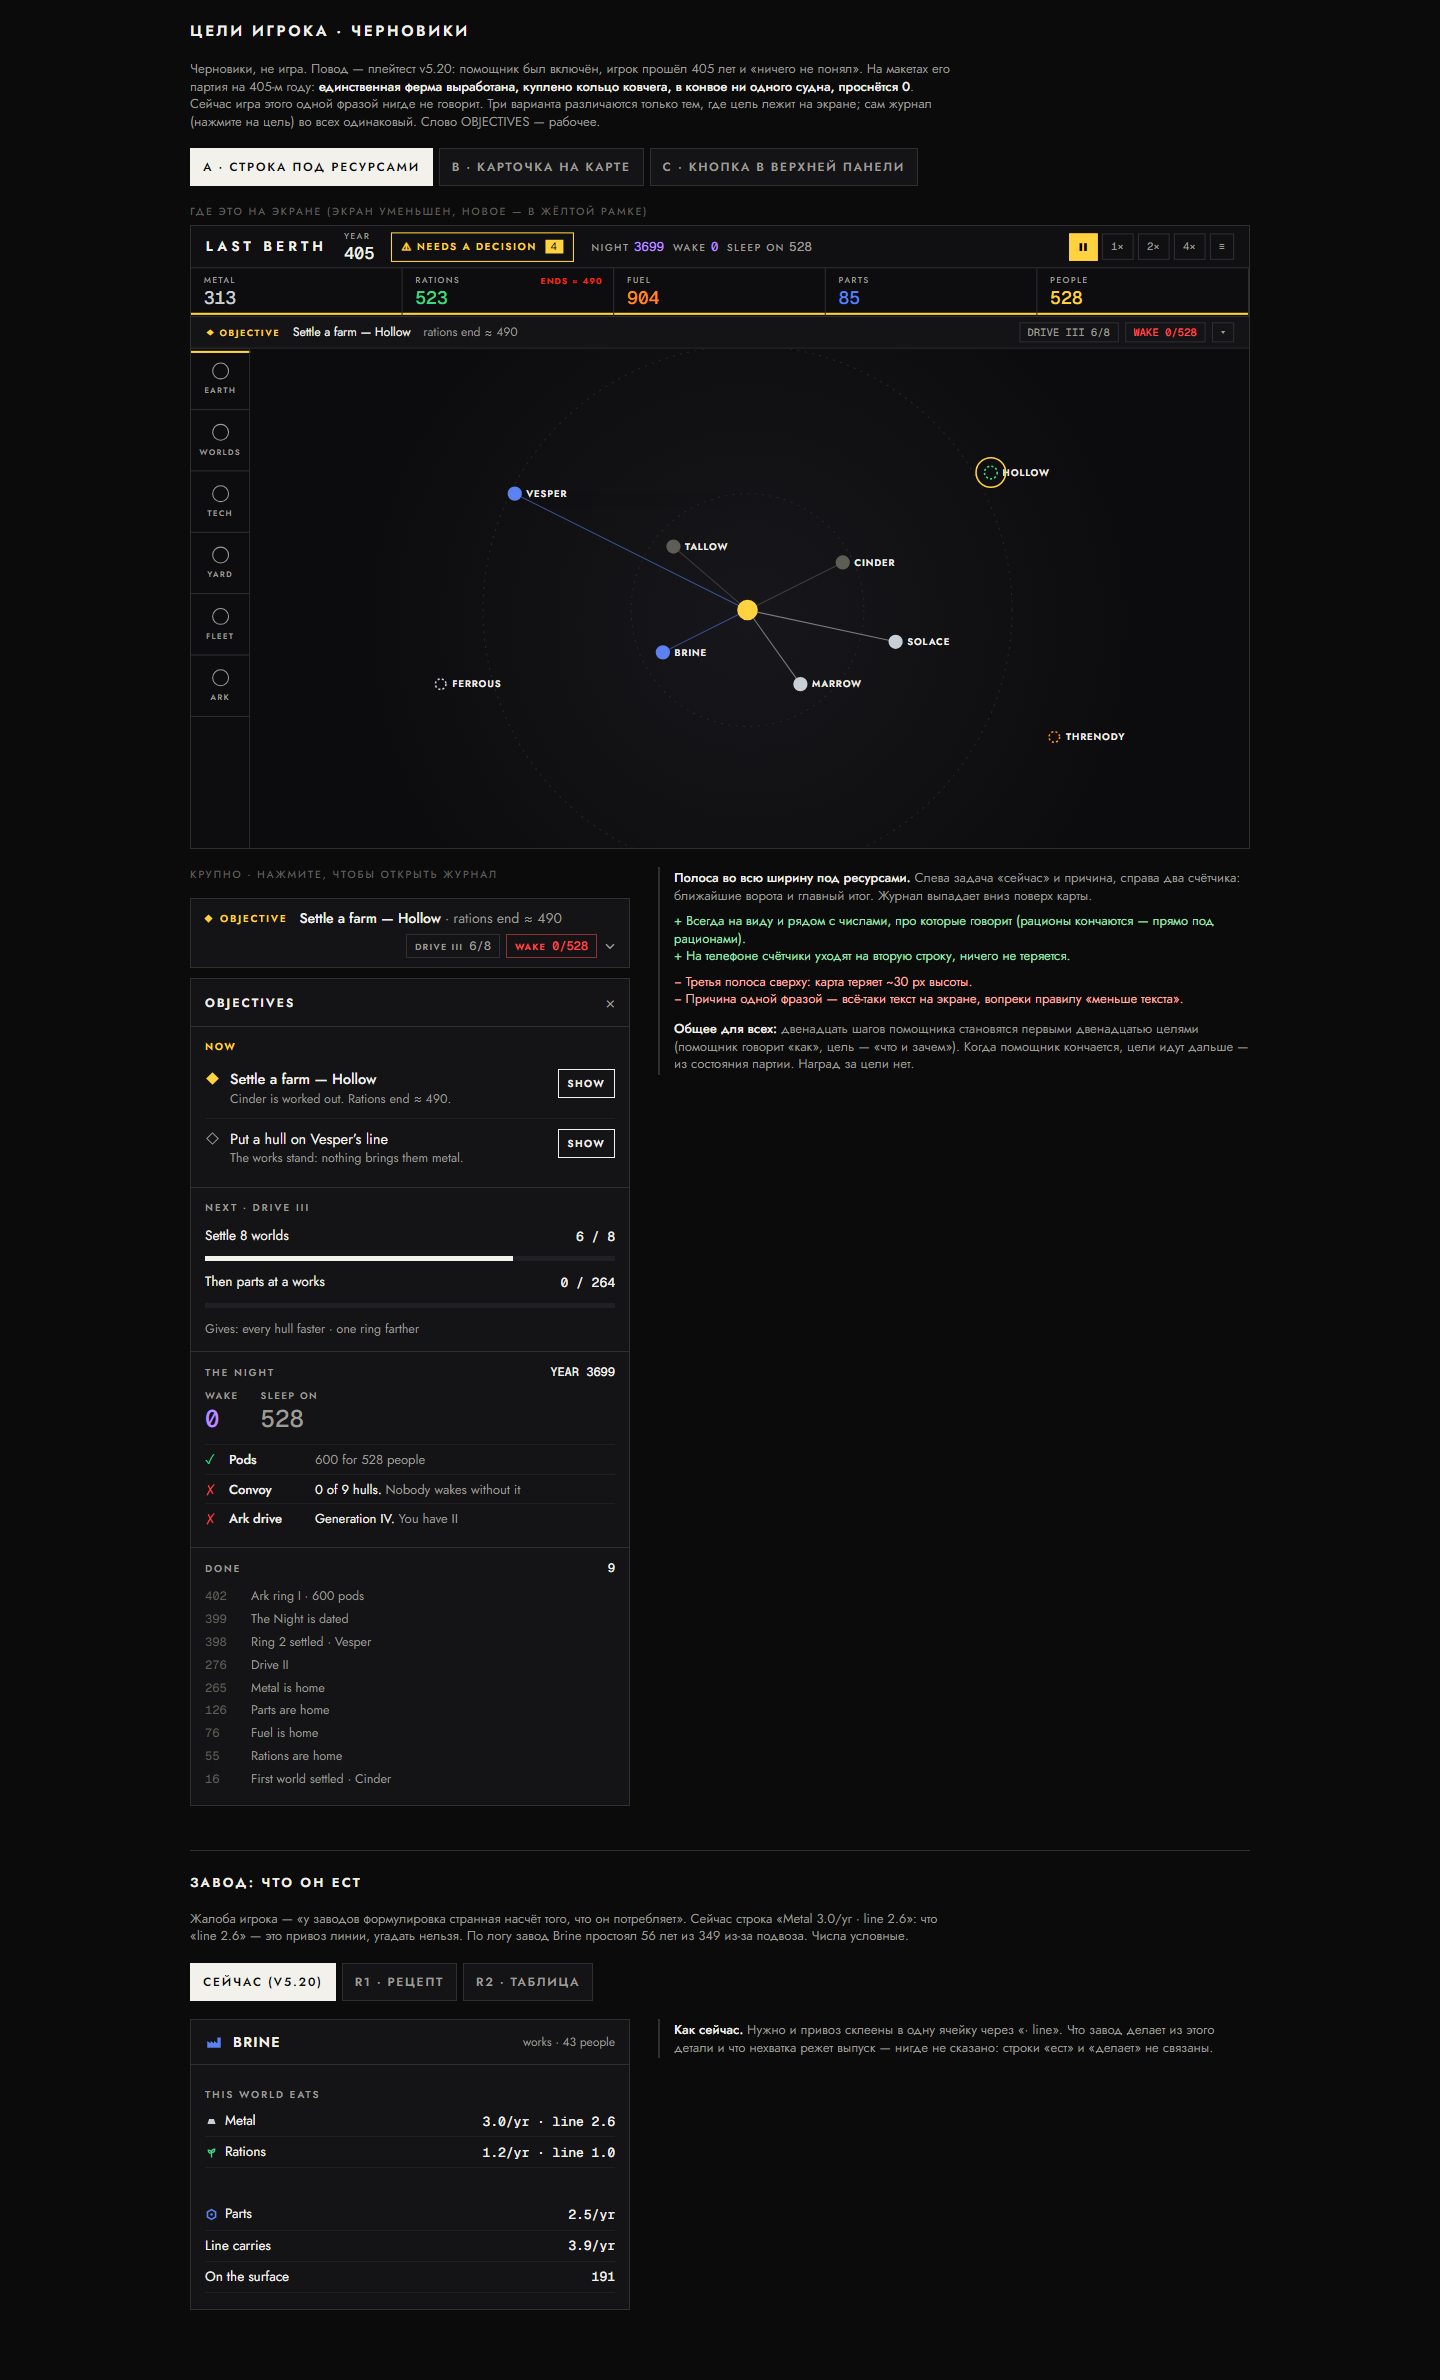 ЦЕЛИ ИГРОКА · ЧЕРНОВИКИ
Черновики, не игра. Повод — плейтест v5.20: помощник был включён, игрок прошёл 405 лет и «ничего не понял». На макетах его
партия на 405-м году: единственная ферма выработана, куплено кольцо ковчега, в конвое ни одного судна, проснётся 0.
Сейчас игра этого одной фразой нигде не говорит. Три варианта различаются только тем, где цель лежит на экране; сам журнал
(нажмите на цель) во всех одинаковый. Слово OBJECTIVES — рабочее.
A · СТРОКА ПОД РЕСУРСАМИ
B · КАРТОЧКА НА КАРТЕ
C · КНОПКА В ВЕРХНЕЙ ПАНЕЛИ
ГДЕ ЭТО НА ЭКРАНЕ (ЭКРАН УМЕНЬШЕН, НОВОЕ — В ЖЁЛТОЙ РАМКЕ)
LAST BERTH
YEAR
405
⚠ NEEDS A DECISION 4
NIGHT 3699 WAKE 0 SLEEP ON 528
1×
2×
4×
≡
METAL
313
RATIONS
ENDS ≈ 490
523
FUEL
904
PARTS
85
PEOPLE
528
◆ OBJECTIVE Settle a farm — Hollow rations end ≈ 490
DRIVE III 6/8
WAKE 0/528
EARTH
WORLDS
TECH
YARD
FLEET
ARK
HOLLOW
VESPER
TALLOW
CINDER
SOLACE
BRINE
FERROUS
MARROW
THRENODY
КРУПНО · НАЖМИТЕ, ЧТОБЫ ОТКРЫТЬ ЖУРНАЛ
◆ OBJECTIVE Settle a farm — Hollow · rations end ≈ 490
DRIVE III 6/8
WAKE 0/528
OBJECTIVES
×
NOW
Settle a farm — Hollow
Cinder is worked out. Rations end ≈ 490.
SHOW
Put a hull on Vesper's line
The works stand: nothing brings them metal.
SHOW
NEXT · DRIVE III
Settle 8 worlds
6 / 8
Then parts at a works
0 / 264
Gives: every hull faster · one ring farther
THE NIGHT
YEAR 3699
WAKE
0
SLEEP ON
528
✓ Pods 600 for 528 people
✗ Convoy 0 of 9 hulls. Nobody wakes without it
✗ Ark drive Generation IV. You have II
DONE
9
402 Ark ring I · 600 pods
399 The Night is dated
398 Ring 2 settled · Vesper
276 Drive II
265 Metal is home
126 Parts are home
76 Fuel is home
55 Rations are home
16 First world settled · Cinder
Полоса во всю ширину под ресурсами. Слева задача «сейчас» и причина, справа два счётчика:
ближайшие ворота и главный итог. Журнал выпадает вниз поверх карты.
+ Всегда на виду и рядом с числами, про которые говорит (рационы кончаются — прямо под
рационами).
+ На телефоне счётчики уходят на вторую строку, ничего не теряется.
− Третья полоса сверху: карта теряет ~30 px высоты.
− Причина одной фразой — всё-таки текст на экране, вопреки правилу «меньше текста».
Общее для всех: двенадцать шагов помощника становятся первыми двенадцатью целями
(помощник говорит «как», цель — «что и зачем»). Когда помощник кончается, цели идут дальше —
из состояния партии. Наград за цели нет.
ЗАВОД: ЧТО ОН ЕСТ
Жалоба игрока — «у заводов формулировка странная насчёт того, что он потребляет». Сейчас строка «Metal 3.0/yr · line 2.6»: что
«line 2.6» — это привоз линии, угадать нельзя. По логу завод Brine простоял 56 лет из 349 из-за подвоза. Числа условные.
СЕЙЧАС (V5.20)
R1 · РЕЦЕПТ
R2 · ТАБЛИЦА
BRINE
works · 43 people
THIS WORLD EATS
Metal 3.0/yr · line 2.6
Rations 1.2/yr · line 1.0
Parts 2.5/yr
Line carries 3.9/yr
On the surface 191
Как сейчас. Нужно и привоз склеены в одну ячейку через «· line». Что завод делает из этого
детали и что нехватка режет выпуск — нигде не сказано: строки «ест» и «делает» не связаны.